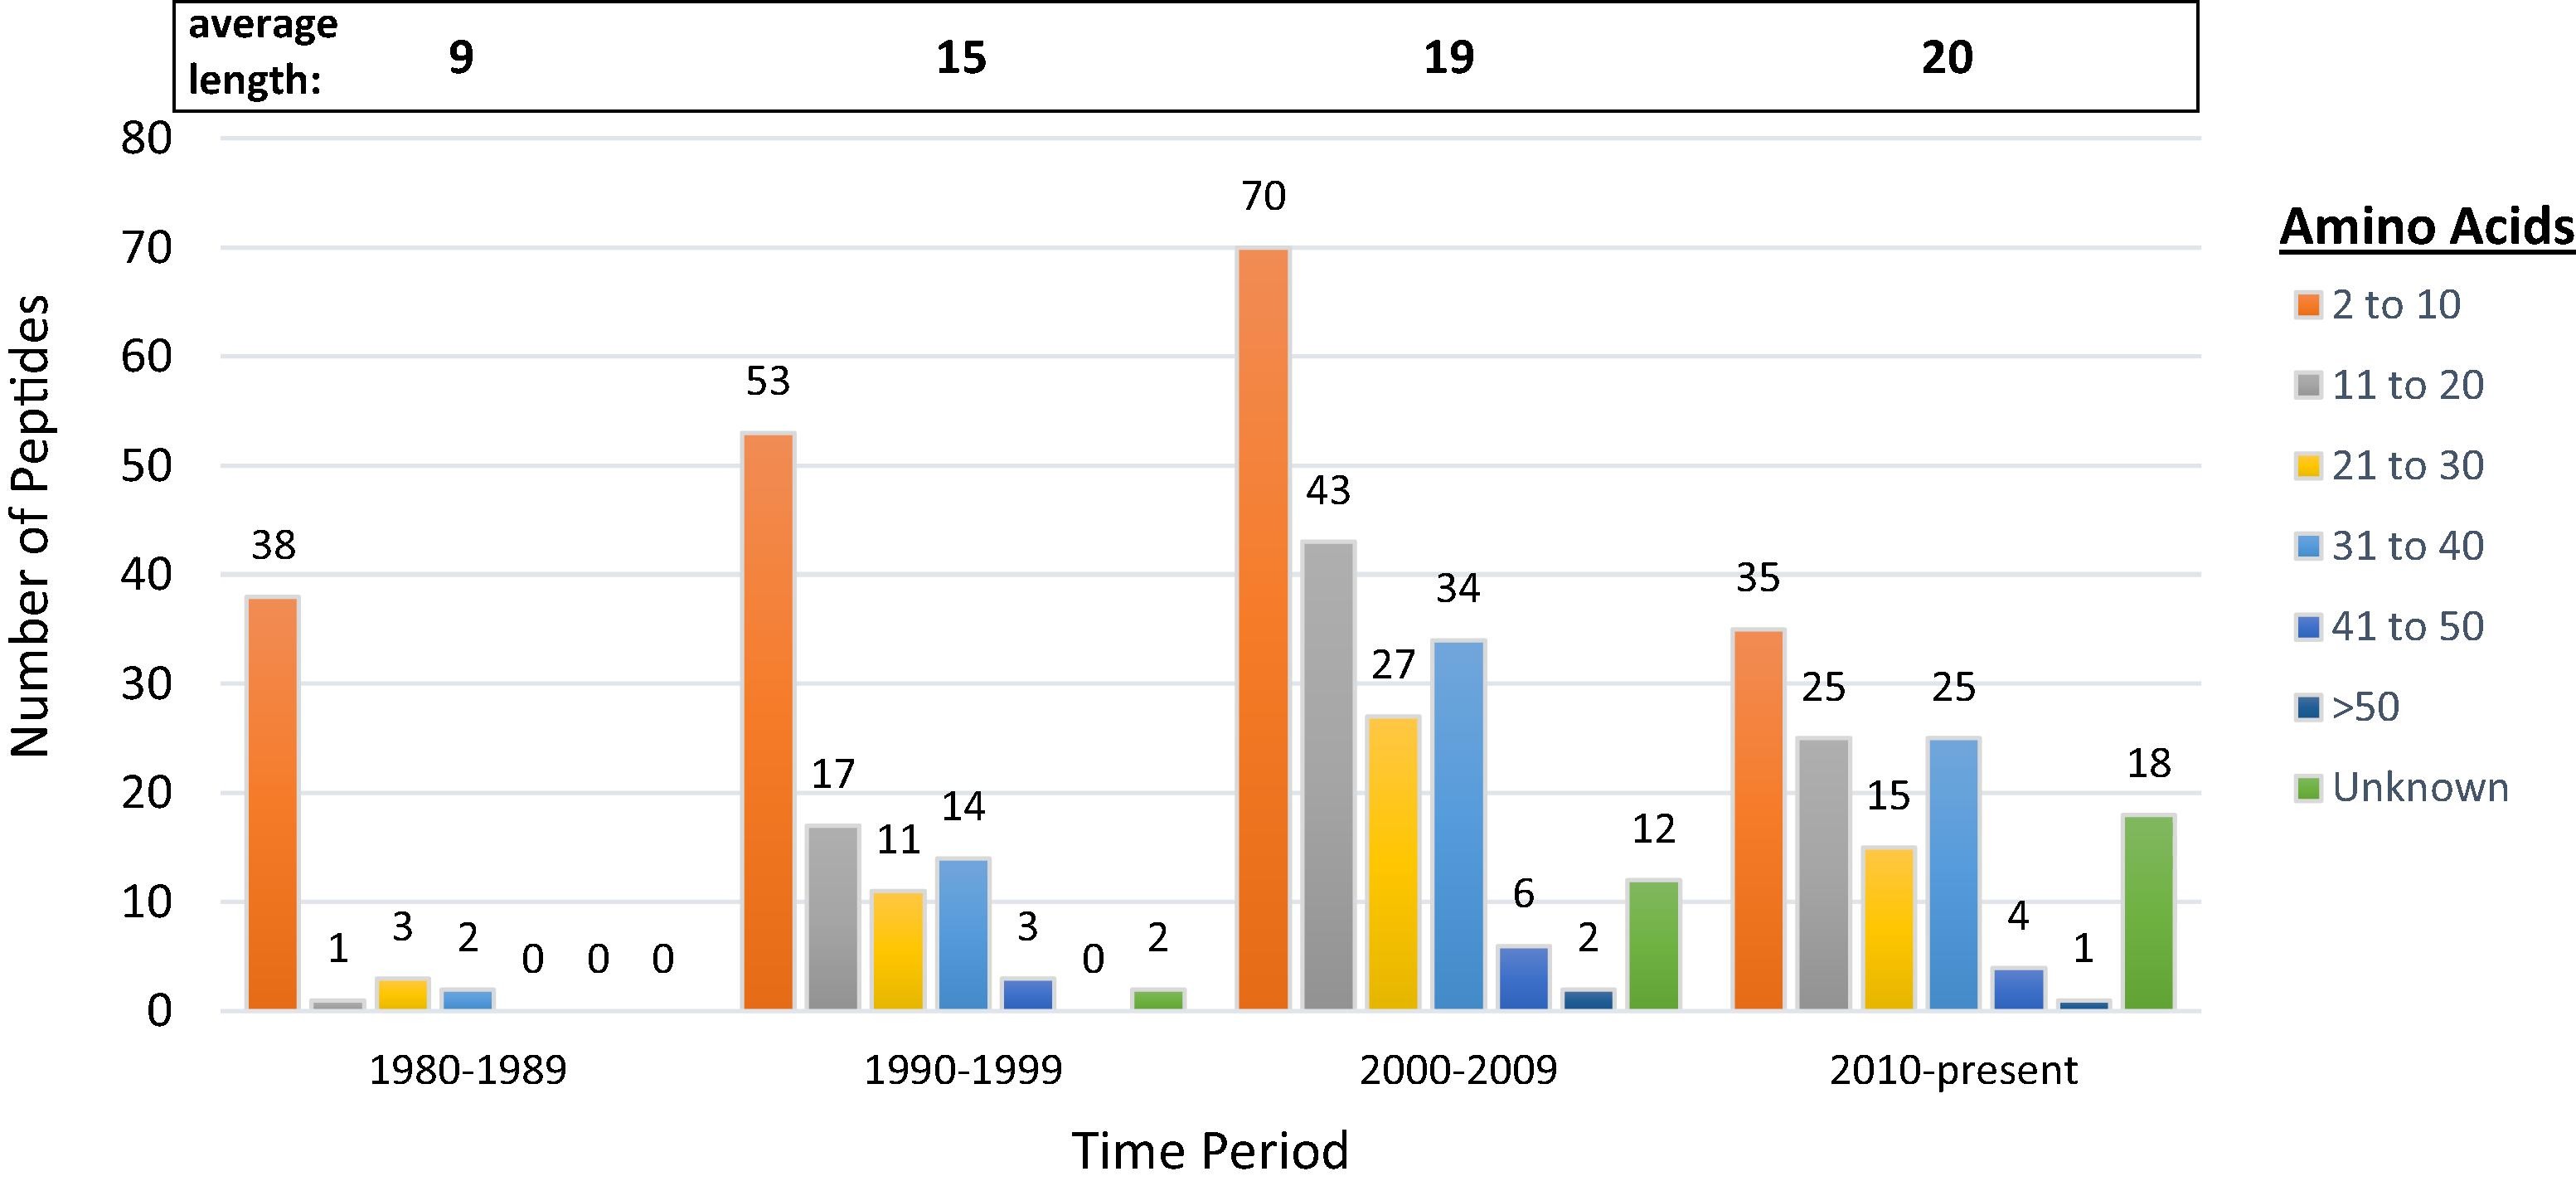 average
length:
9 15 19 20
80
70
60
50
40
30
20
10
0
Number of Peptides
38 1 3 2 0 0 0
53 17 11 14 3 0 2
70 43 27 34 6 2 12
35 25 15 25 4 1 18
1980-1989 1990-1999 2000-2009 2010-present
Time Period
Amino Acids
2 to 10
11 to 20
21 to 30
31 to 40
41 to 50
>50
Unknown